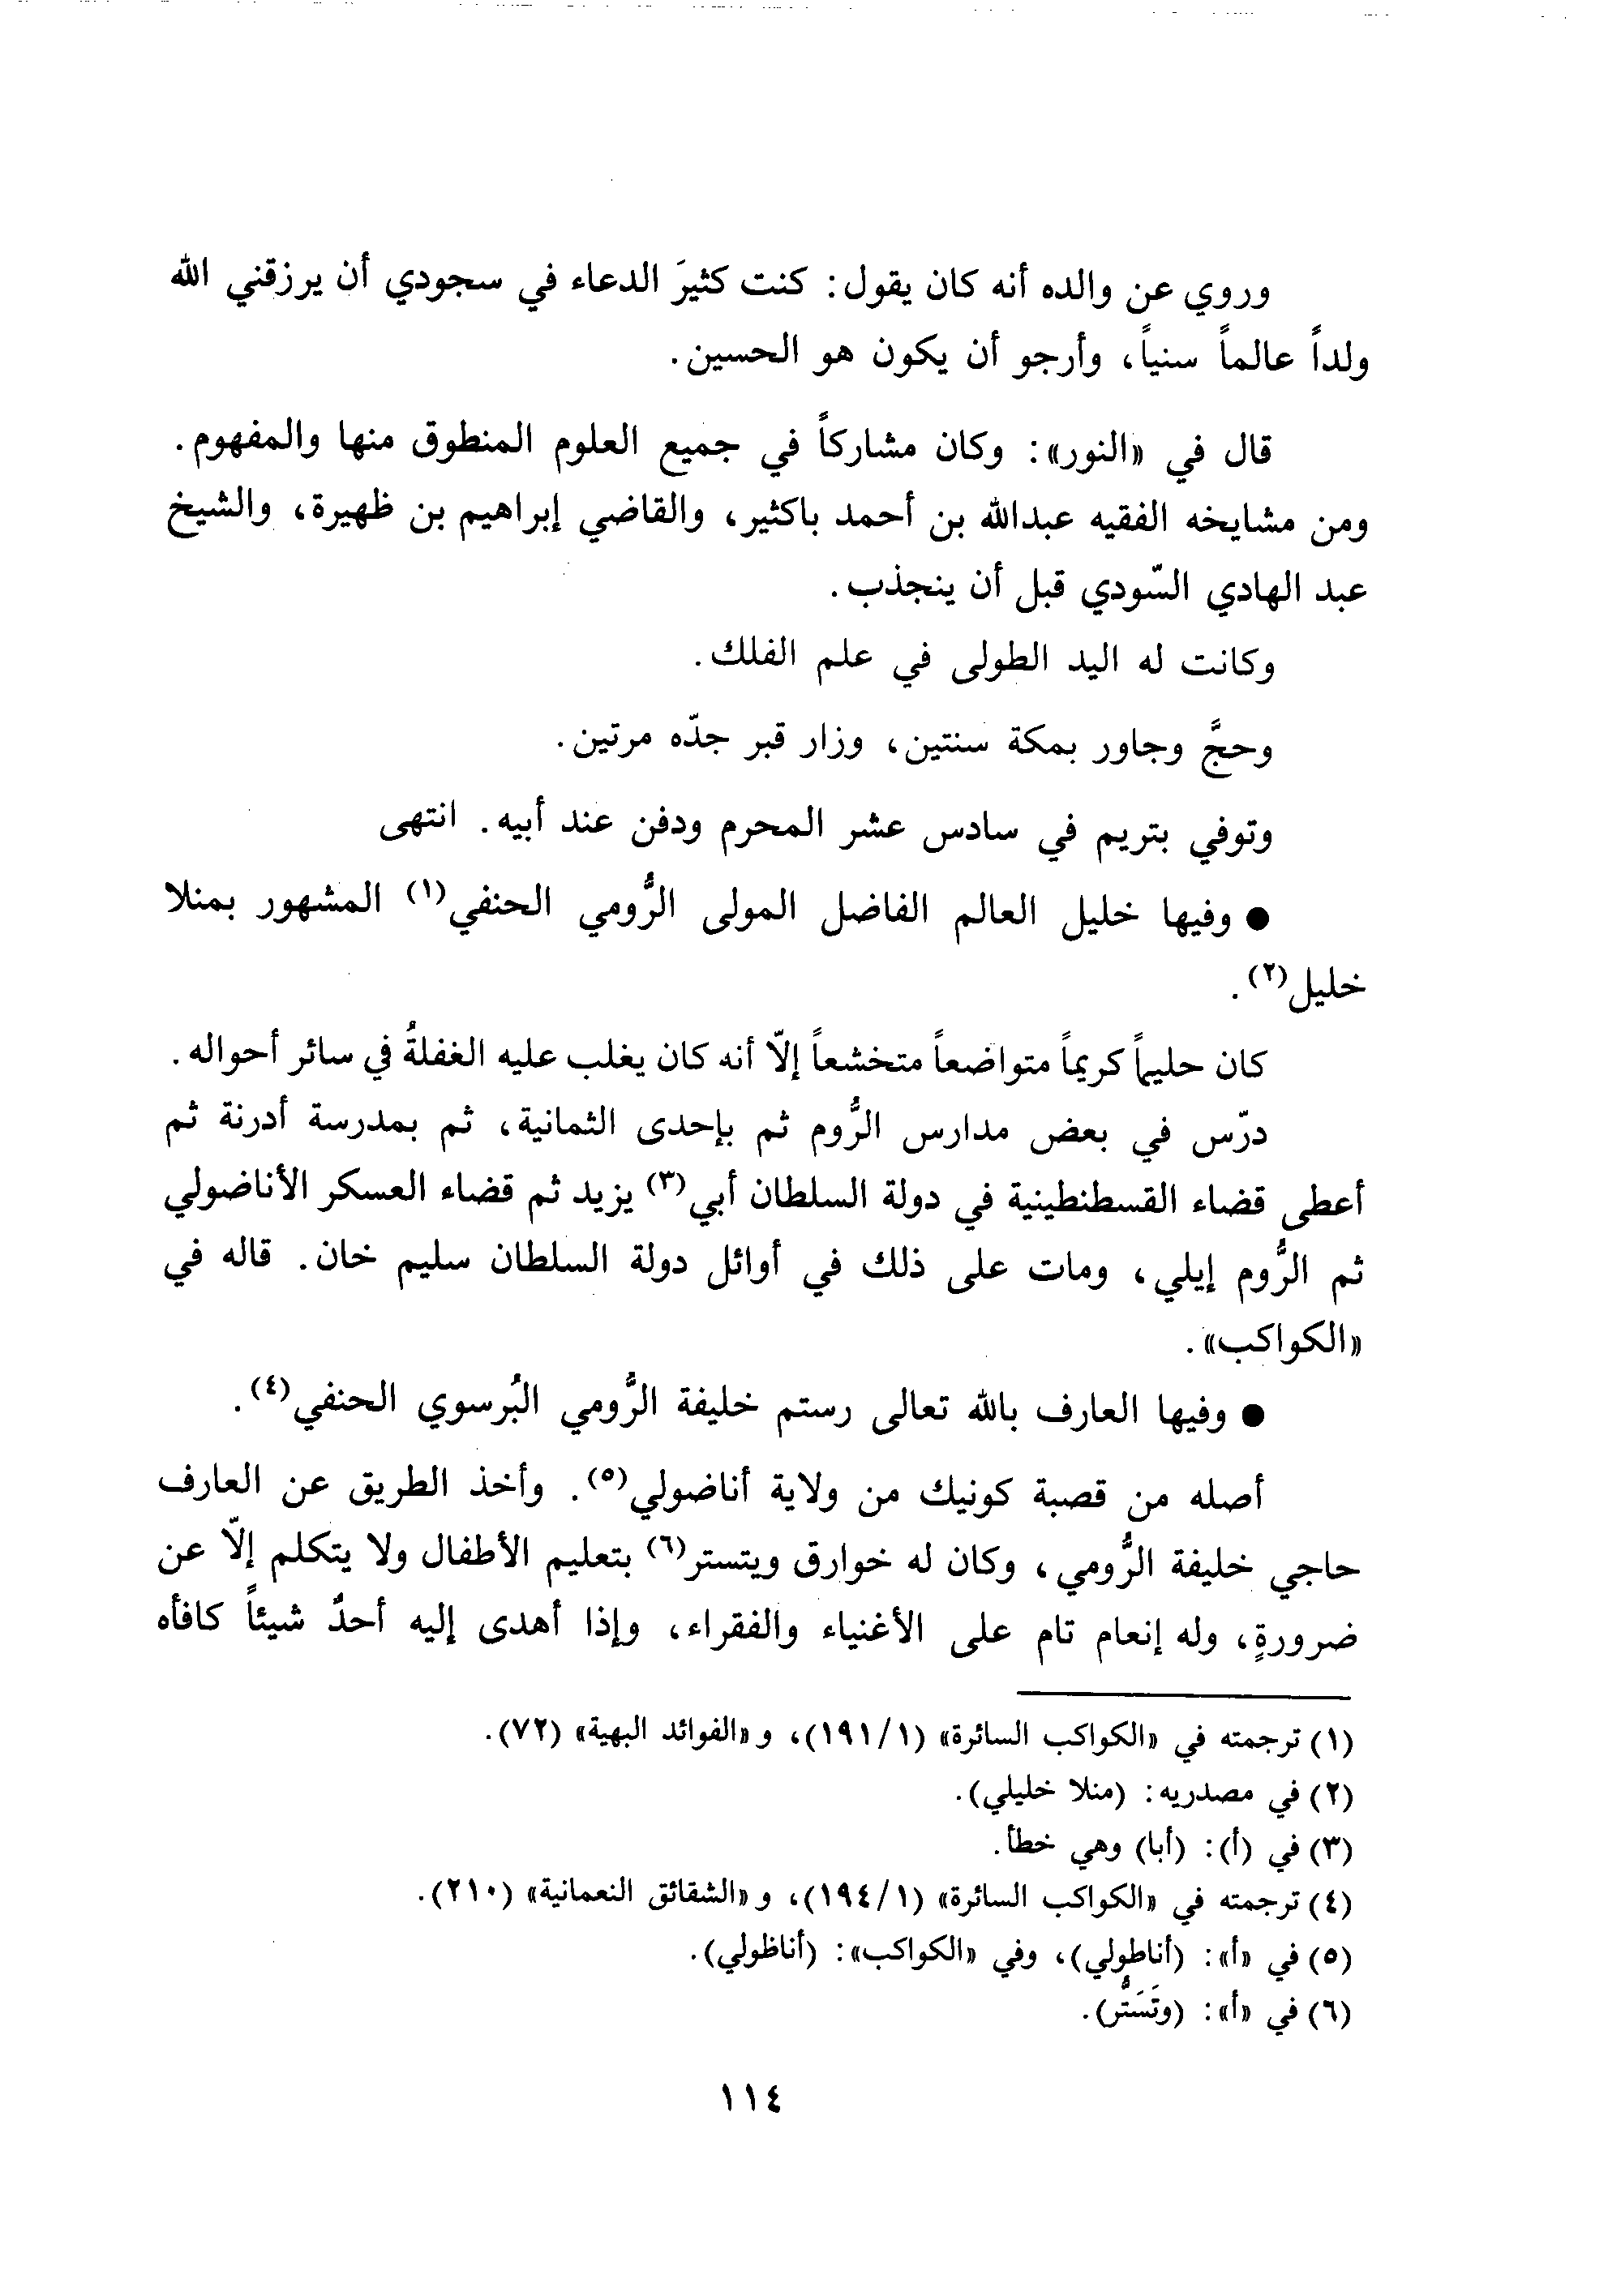 وروي عن والده أنه كان يقول: كنت كثيرَ الدعاء في سجودي أن يرزقني الله
ولداً عالماً سنياً، وأرجو أن يكون هو الحسين.
قال في «النور»: وكان مشاركاً في جميع العلوم المنطوق منها والمفهوم.
ومن مشايخه الفقيه عبدالله بن أحمد باكثير، والقاضي إبراهيم بن ظهيرة، والشيخ
عبد الهادي السّودي قبل أن ينجذب.
وكانت له اليد الطولى في علم الفلك.
وحجَّ وجاور بمكة سنتين، وزار قبر جدّه مرتين.
وتوفي بتريم في سادس عشر المحرم ودفن عند أبيه. انتهى
● وفيها خليل العالم الفاضل المولى الرُّومي الحنفي(١) المشهور بمنلا
خليل(٢).
كان حليماً كريماً متواضعاً متخشعاً إلّا أنه كان يغلب عليه الغفلةُ في سائر أحواله.
درّس في بعض مدارس الرُّوم ثم بإحدى الثمانية، ثم بمدرسة أدرنة ثم
أعطى قضاء القسطنطينية في دولة السلطان أبي(٣) يزيد ثم قضاء العسكر الأناضولي
ثم الرُّوم إيلي، ومات على ذلك في أوائل دولة السلطان سليم خان. قاله في
«الكواكب».
● وفيها العارف بالله تعالى رستم خليفة الرُّومي البُرسوي الحنفي(٤).
أصله من قصبة كونيك من ولاية أناضولي(٥). وأخذ الطريق عن العارف
حاجي خليفة الرُّومي، وكان له خوارق ويتستر(٦) بتعليم الأطفال ولا يتكلم إلّا عن
ضرورةٍ، وله إنعام تام على الأغنياء والفقراء، وإذا أهدى إليه أحدٌ شيئاً كافأه
(١) ترجمته في «الكواكب السائرة» (١/ ١٩١)، و «الفوائد البهية» (٧٢).
(٢) في مصدريه: (منلا خليلي).
(٣) في (أ): (أبا) وهي خطأ.
(٤) ترجمته في «الكواكب السائرة» (١/ ١٩٤)، و «الشقائق النعمانية» (٢١٠).
(٥) في «أ»: (أناطولي)، وفي «الكواكب»: (أناظولي).
(٦) في «أ»: (وتَسَتُّر).
١١٤